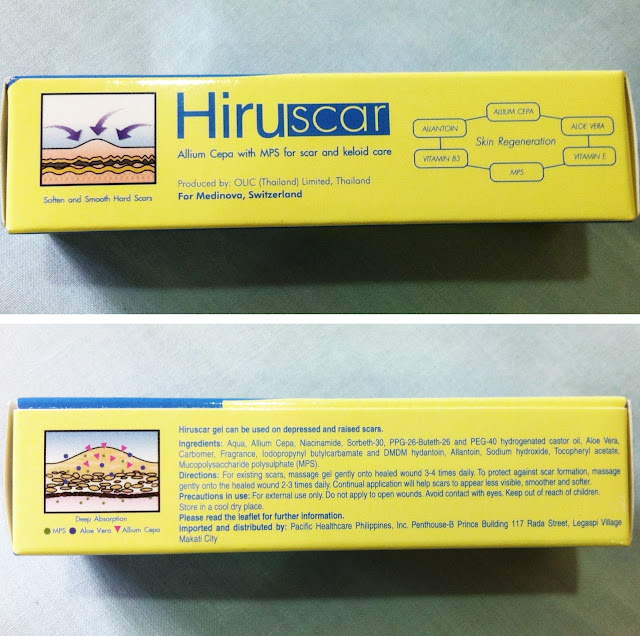 Hiruscar
Allium Cepa with MPS for scar and keloid care
Produced by: OLIC (Thailand) Limited, Thailand
For Medinova, Switzerland
Soften and Smooth Hard Scars
ALLIUM CEPA
ALLANTOIN
ALOE VERA
Skin Regeneration
VITAMIN B3
VITAMIN E
MPS
Hiruscar gel can be used on depressed and raised scars.
Ingredients: Aqua, Allium Cepa, Niacinamide, Sorbeth-30, PPG-26-Buteth-26 and PEG-40 hydrogenated castor oil, Aloe Vera,
Carbomer, Fragrance, Iodopropynyl butylcarbamate and DMDM hydantoin, Allantoin, Sodium hydroxide, Tocopheryl acetate,
Mucopolysaccharide polysulphate (MPS).
Directions: For existing scars, massage gel gently onto healed wound 3-4 times daily. To protect against scar formation, massage
gently onto the healed wound 2-3 times daily. Continual application will help scars to appear less visible, smoother and softer.
Precautions in use: For external use only. Do not apply to open wounds. Avoid contact with eyes. Keep out of reach of children.
Store in a cool dry place.
Please read the leaflet for further information.
Imported and distributed by: Pacific Healthcare Philippines, Inc. Penthouse-B Prince Building 117 Rada Street, Legaspi Village
Makati City
Deep Absorption
MPS Aloe Vera Allium Cepa